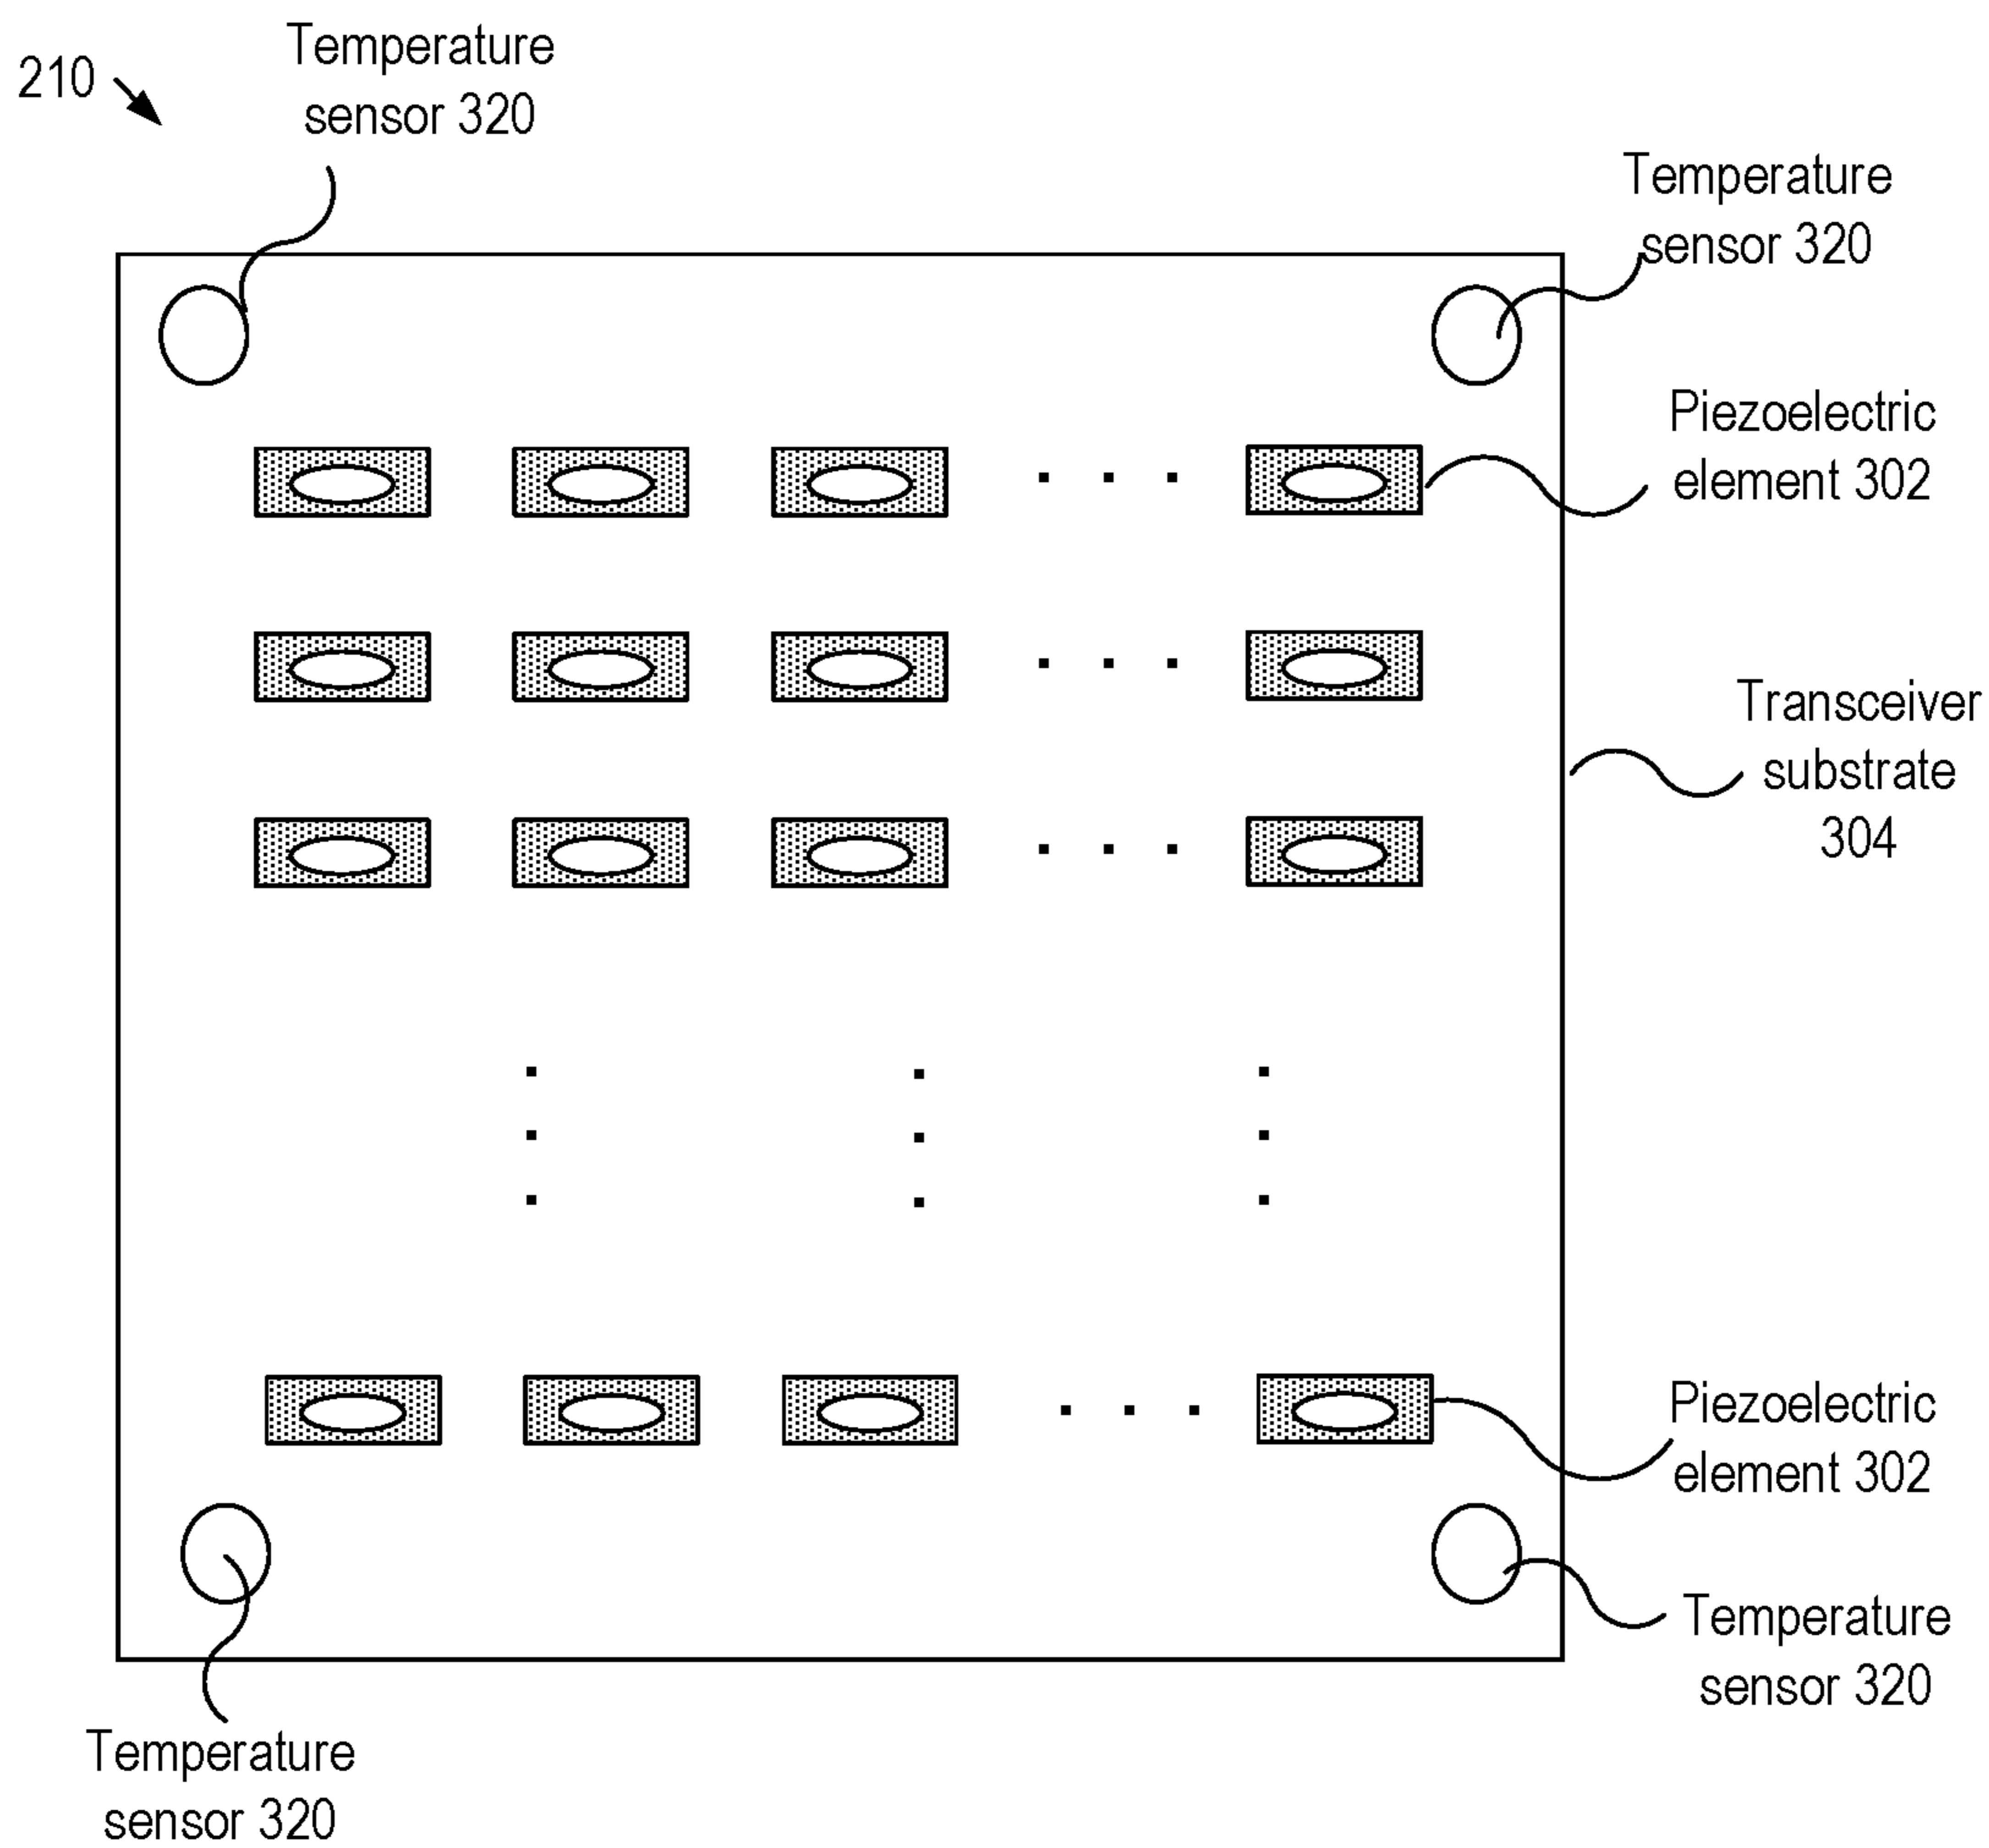 210
Temperature
sensor 320
Temperature
sensor 320
Piezoelectric
element 302
Transceiver
substrate
304
Piezoelectric
element 302
Temperature
sensor 320
Temperature
sensor 320